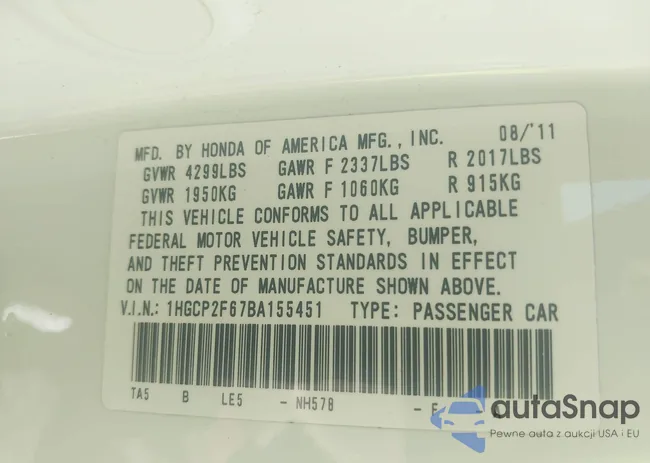 MFD. BY HONDA OF AMERICA MFG., INC. 08/'11
GVWR 4299LBS GAWR F 2337LBS R 2017LBS
GVWR 1950KG GAWR F 1060KG R 915KG
THIS VEHICLE CONFORMS TO ALL APPLICABLE
FEDERAL MOTOR VEHICLE SAFETY, BUMPER,
AND THEFT PREVENTION STANDARDS IN EFFECT
ON THE DATE OF MANUFACTURE SHOWN ABOVE.
V.I.N.: 1HGCP2F67BA155451 TYPE: PASSENGER CAR
TA5 B LE5 - NH578 -
autaSnap
Pewne auta z aukcji USA i EU